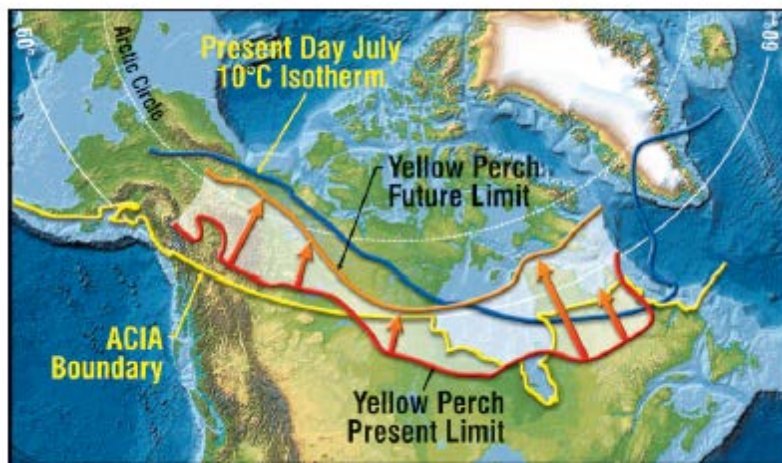 60°
Arctic Circle
Present Day July
10°C Isotherm
60°
Yellow Perch
Future Limit
ACIA
Boundary
Yellow Perch
Present Limit